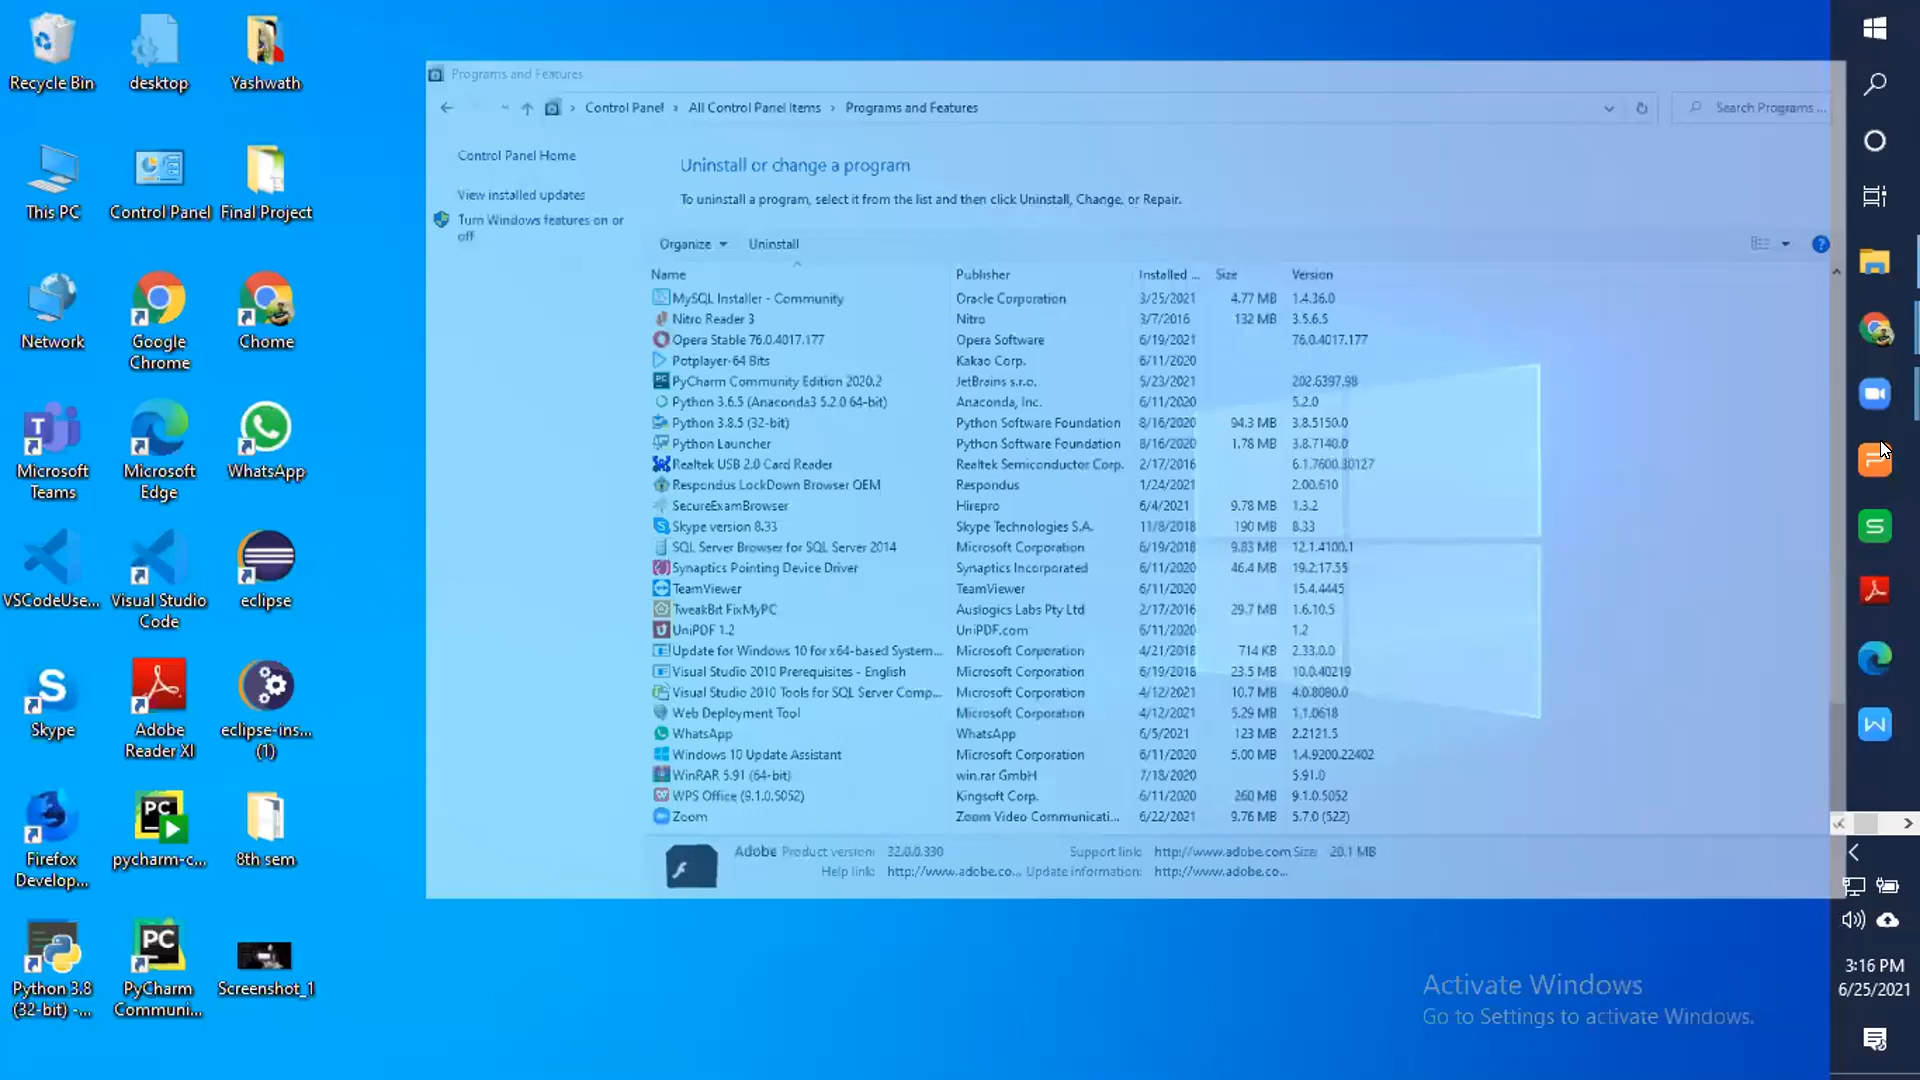 Recycle Bin
desktop
Yashwath
This PC
Control Panel
Final Project
Network
Google
Chrome
Chome
Microsoft
Teams
Microsoft
Edge
WhatsApp
VSCodeUse...
Visual Studio
Code
eclipse
Skype
Adobe
Reader XI
eclipse-ins...
(1)
Firefox
Develop...
pycharm-c...
8th sem
Python 3.8
(32-bit) -...
PyCharm
Communi...
Screenshot_1
Programs and Features
Control Panel › All Control Panel Items › Programs and Features
Search Programs ...
Control Panel Home
View installed updates
Turn Windows features on or
off
Uninstall or change a program
To uninstall a program, select it from the list and then click Uninstall, Change, or Repair.
Organize Uninstall
Name Publisher Installed ... Size Version
MySQL Installer - Community Oracle Corporation 3/25/2021 4.77 MB 1.4.36.0
Nitro Reader 3 Nitro 3/7/2016 132 MB 3.5.6.5
Opera Stable 76.0.4017.177 Opera Software 6/19/2021 76.0.4017.177
Potplayer-64 Bits Kakao Corp. 6/11/2020
PyCharm Community Edition 2020.2 JetBrains s.r.o. 5/23/2021 202.6397.98
Python 3.6.5 (Anaconda3 5.2.0 64-bit) Anaconda, Inc. 6/11/2020 5.2.0
Python 3.8.5 (32-bit) Python Software Foundation 8/16/2020 94.3 MB 3.8.5150.0
Python Launcher Python Software Foundation 8/16/2020 1.78 MB 3.8.7140.0
Realtek USB 2.0 Card Reader Realtek Semiconductor Corp. 2/17/2016 6.1.7600.30127
Respondus LockDown Browser OEM Respondus 1/24/2021 2.00.610
SecureExamBrowser Hirepro 6/4/2021 9.78 MB 1.3.2
Skype version 8.33 Skype Technologies S.A. 11/8/2018 190 MB 8.33
SQL Server Browser for SQL Server 2014 Microsoft Corporation 6/19/2018 9.83 MB 12.1.4100.1
Synaptics Pointing Device Driver Synaptics Incorporated 6/11/2020 46.4 MB 19.2.17.55
TeamViewer TeamViewer 6/11/2020 15.4.4445
TweakBit FixMyPC Auslogics Labs Pty Ltd 2/17/2016 29.7 MB 1.6.10.5
UniPDF 1.2 UniPDF.com 6/11/2020 1.2
Update for Windows 10 for x64-based System... Microsoft Corporation 4/21/2018 714 KB 2.33.0.0
Visual Studio 2010 Prerequisites - English Microsoft Corporation 6/19/2018 23.5 MB 10.0.40219
Visual Studio 2010 Tools for SQL Server Comp... Microsoft Corporation 4/12/2021 10.7 MB 4.0.8080.0
Web Deployment Tool Microsoft Corporation 4/12/2021 5.29 MB 1.1.0618
WhatsApp WhatsApp 6/5/2021 123 MB 2.2121.5
Windows 10 Update Assistant Microsoft Corporation 6/11/2020 5.00 MB 1.4.9200.22402
WinRAR 5.91 (64-bit) win.rar GmbH 7/18/2020 5.91.0
WPS Office (9.1.0.5052) Kingsoft Corp. 6/11/2020 260 MB 9.1.0.5052
Zoom Zoom Video Communicati... 6/22/2021 9.76 MB 5.7.0 (522)
Adobe Product version: 32.0.0.330 Support link: http://www.adobe.com Size: 20.1 MB
Help link: http://www.adobe.co... Update information: http://www.adobe.co...
Activate Windows
Go to Settings to activate Windows.
3:16 PM
6/25/2021